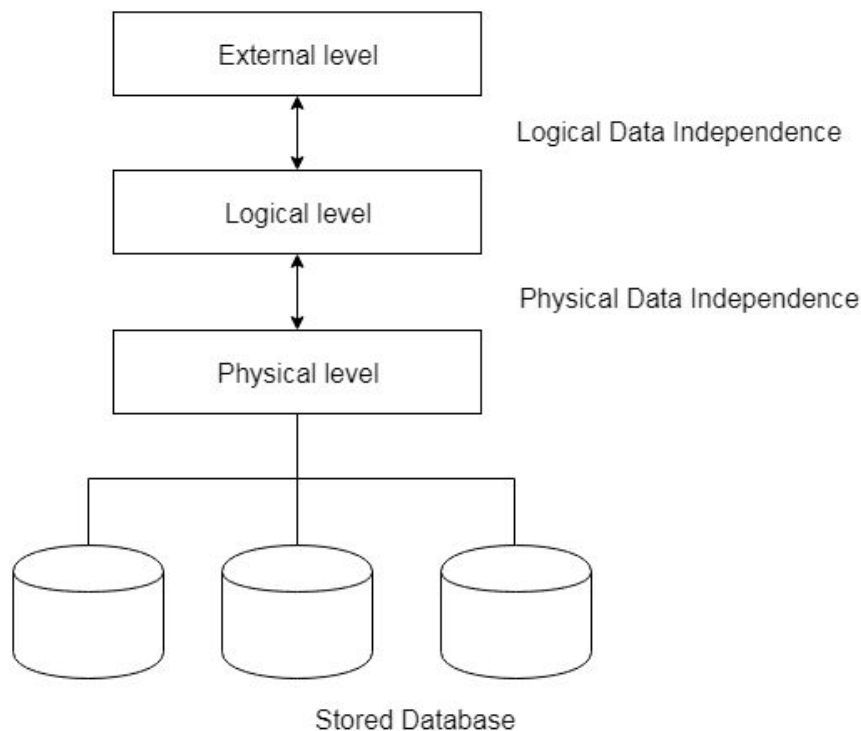 External level
Logical Data Independence
Logical level
Physical Data Independence
Physical level
Stored Database